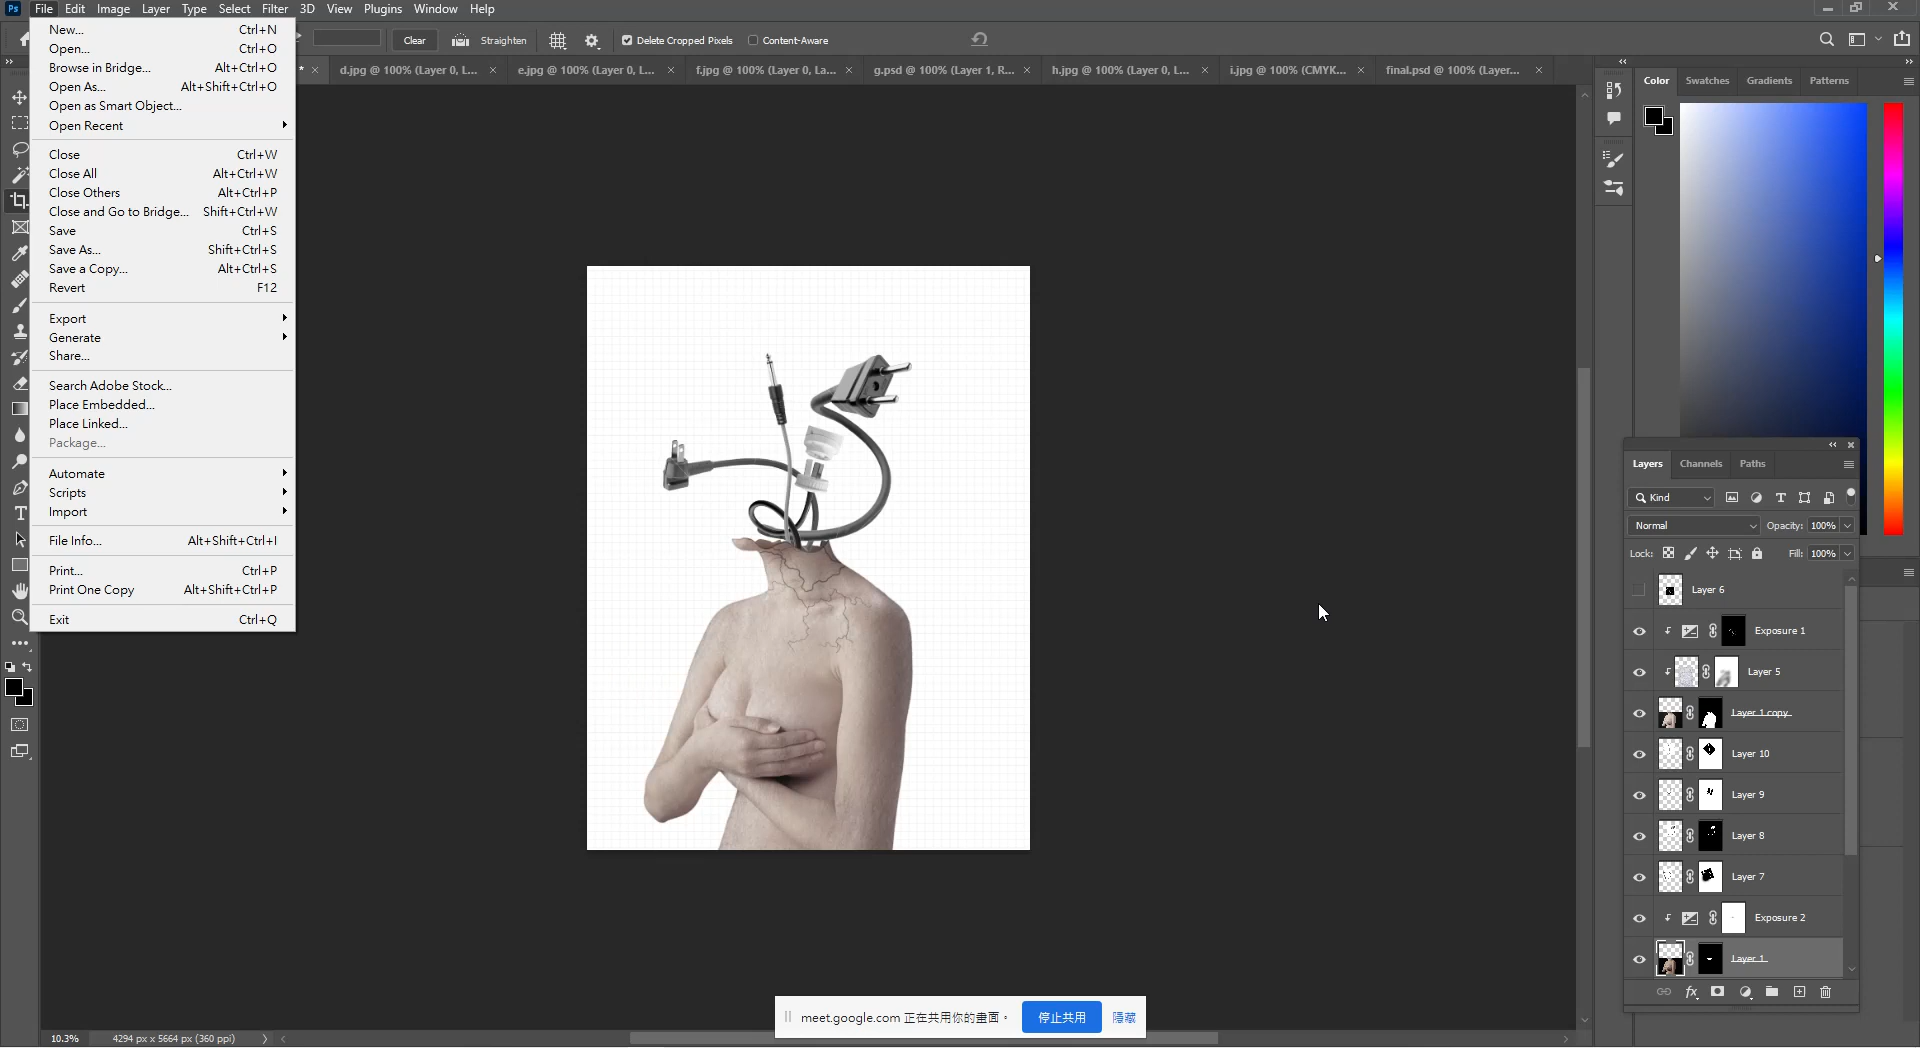 Ps File Edit Image Layer Type Select Filter 3D View Plugins Window Help
Clear Straighten Delete Cropped Pixels Content-Aware
* × d.jpg @ 100% (Layer 0, L... × e.jpg @ 100% (Layer 0, L... × f.jpg @ 100% (Layer 0, La... × g.psd @ 100% (Layer 1, R... × h.jpg @ 100% (Layer 0, L... × i.jpg @ 100% (CMYK... × final.psd @ 100% (Layer... ×
New... Ctrl+N
Open... Ctrl+O
Browse in Bridge... Alt+Ctrl+O
Open As... Alt+Shift+Ctrl+O
Open as Smart Object...
Open Recent
Close Ctrl+W
Close All Alt+Ctrl+W
Close Others Alt+Ctrl+P
Close and Go to Bridge... Shift+Ctrl+W
Save Ctrl+S
Save As... Shift+Ctrl+S
Save a Copy... Alt+Ctrl+S
Revert F12
Export
Generate
Share...
Search Adobe Stock...
Place Embedded...
Place Linked...
Package...
Automate
Scripts
Import
File Info... Alt+Shift+Ctrl+I
Print... Ctrl+P
Print One Copy Alt+Shift+Ctrl+P
Exit Ctrl+Q
Color Swatches Gradients Patterns
Layers Channels Paths
Kind
Normal Opacity: 100%
Lock: Fill: 100%
Layer 6
Exposure 1
Layer 5
Layer 1 copy
Layer 10
Layer 9
Layer 8
Layer 7
Exposure 2
Layer 1
meet.google.com 正在共用你的畫面。 停止共用 隱藏
10.3% 4294 px x 5664 px (360 ppi)